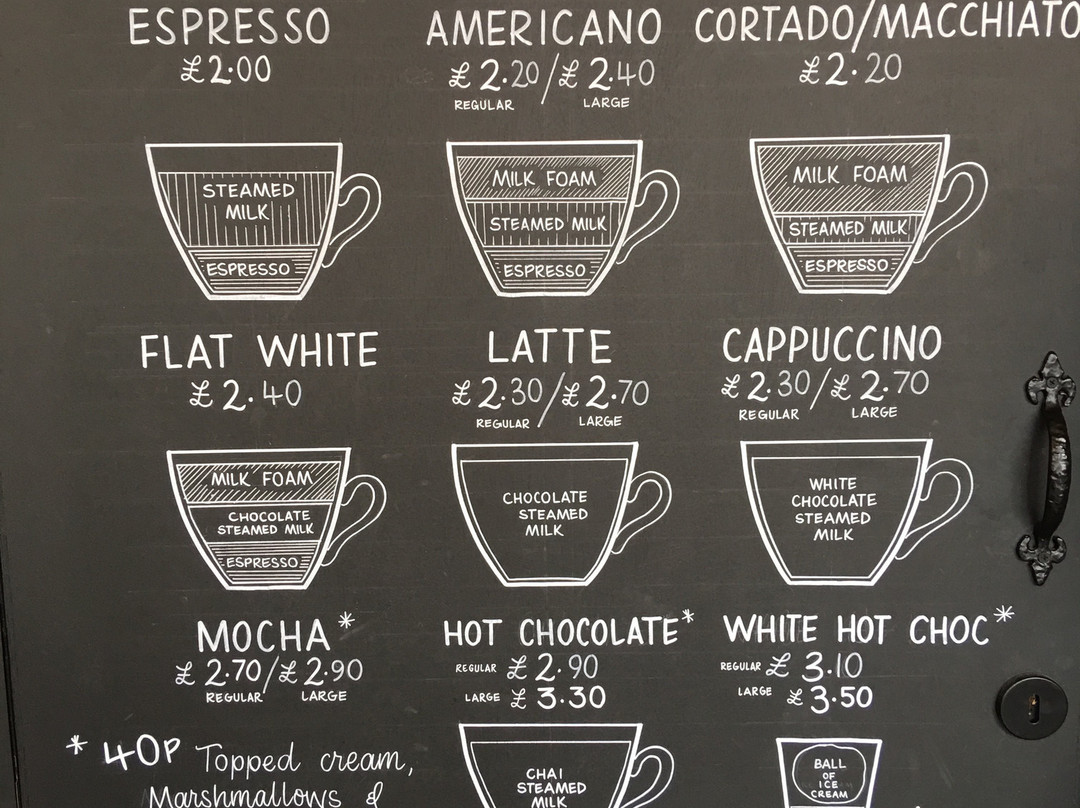 ESPRESSO
£2.00
AMERICANO
£2.20/£2.40
REGULAR LARGE
CORTADO/MACCHIATO
£2.20
STEAMED
MILK
ESPRESSO
FLAT WHITE
£2.40
MILK FOAM
STEAMED MILK
ESPRESSO
LATTE
£2.30/£2.70
REGULAR LARGE
MILK FOAM
STEAMED MILK
ESPRESSO
CAPPUCCINO
£2.30/£2.70
REGULAR LARGE
MILK FOAM
CHOCOLATE
STEAMED MILK
ESPRESSO
MOCHA*
£2.70/£2.90
REGULAR LARGE
CHOCOLATE
STEAMED
MILK
HOT CHOCOLATE*
REGULAR £2.90
LARGE £3.30
WHITE
CHOCOLATE
STEAMED
MILK
WHITE HOT CHOC*
REGULAR £3.10
LARGE £3.50
* 40P Topped cream,
Marshmallows &
CHAI
STEAMED
MILK
BALL
OF
ICE
CREAM